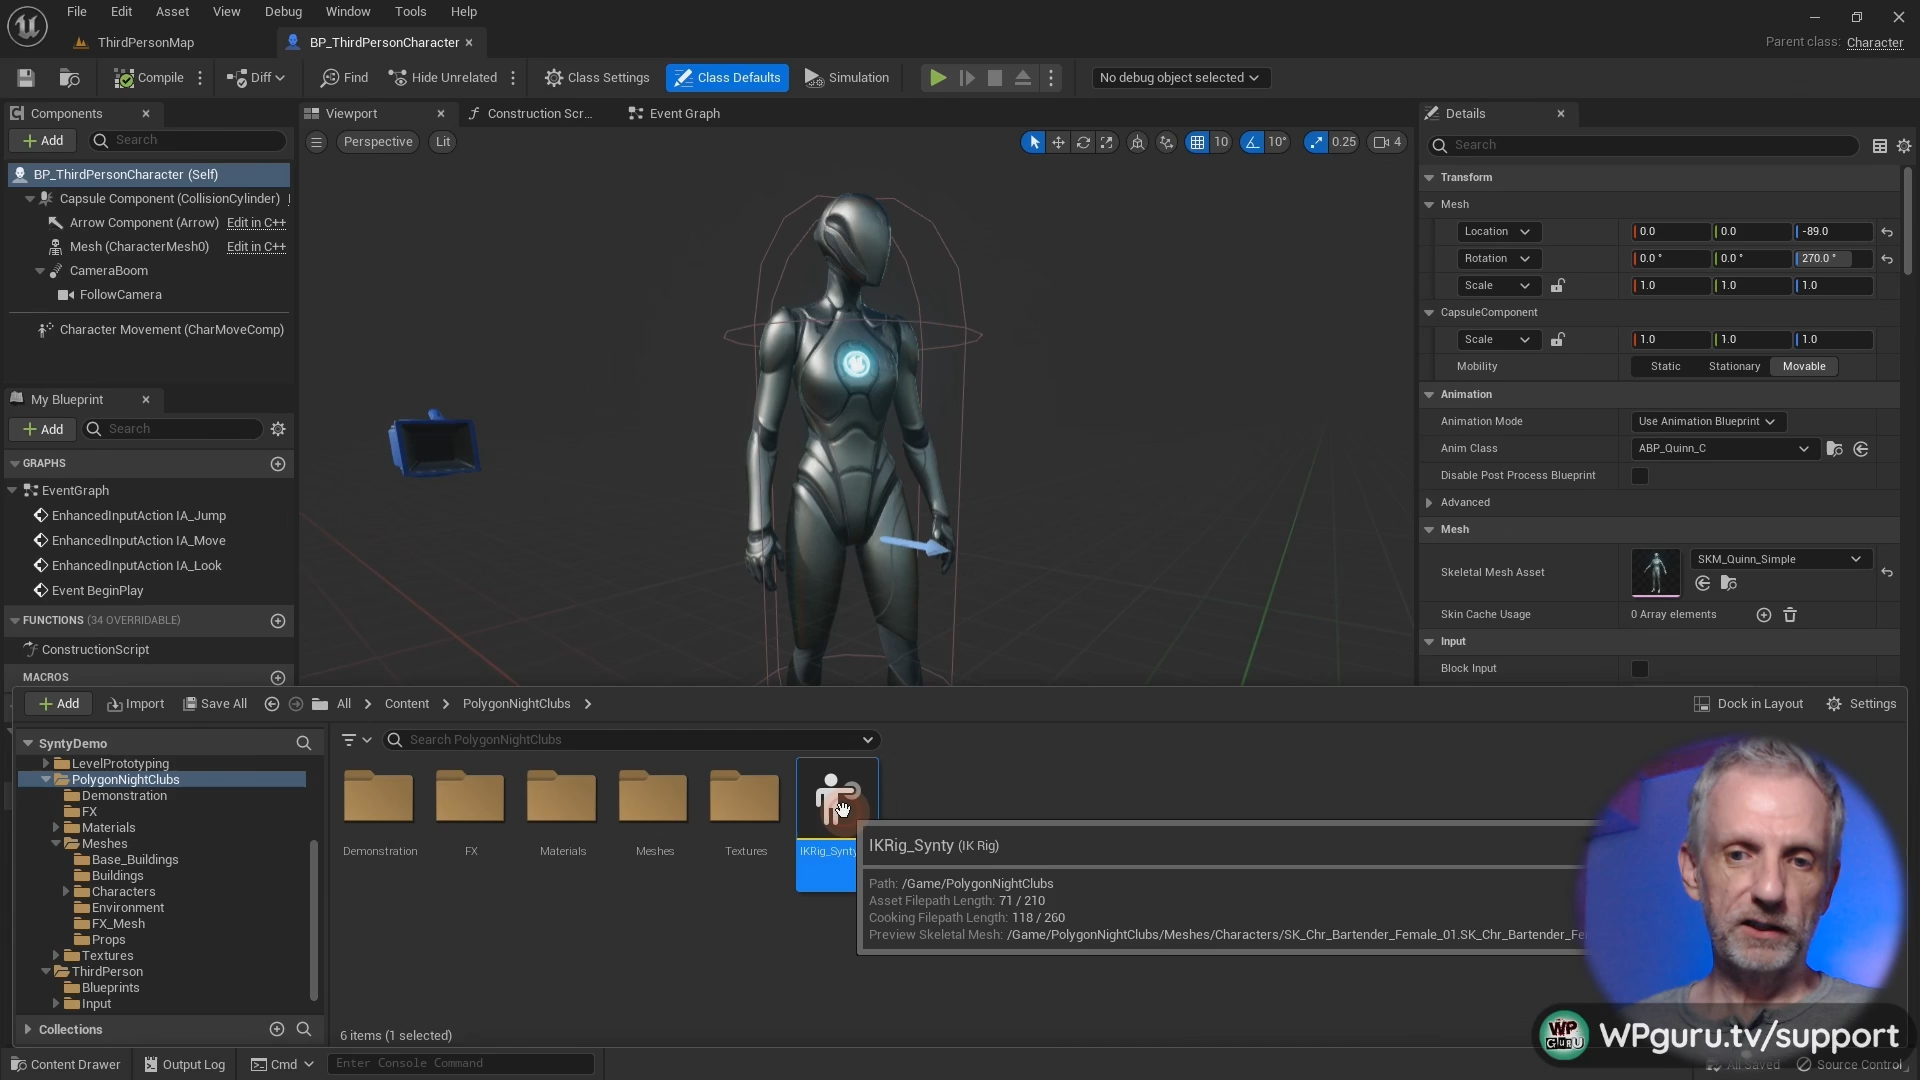 File Edit Asset View Debug Window Tools Help
ThirdPersonMap
BP_ThirdPersonCharacter
Parent class: Character
Compile
Diff
Find
Hide Unrelated
Class Settings
Class Defaults
Simulation
No debug object selected
Components
Add
Search
BP_ThirdPersonCharacter (Self)
Capsule Component (CollisionCylinder)
Arrow Component (Arrow) Edit in C++
Mesh (CharacterMesh0) Edit in C++
CameraBoom
FollowCamera
Character Movement (CharMoveComp)
My Blueprint
Add
Search
GRAPHS
EventGraph
EnhancedInputAction IA_Jump
EnhancedInputAction IA_Move
EnhancedInputAction IA_Look
Event BeginPlay
FUNCTIONS (34 OVERRIDABLE)
ConstructionScript
MACROS
Viewport
Construction Scr...
Event Graph
Perspective
Lit
10
10°
0.25
4
Details
Search
Transform
Mesh
Location 0.0 0.0 -89.0
Rotation 0.0 ° 0.0 ° 270.0 °
Scale 1.0 1.0 1.0
CapsuleComponent
Scale 1.0 1.0 1.0
Mobility Static Stationary Movable
Animation
Animation Mode Use Animation Blueprint
Anim Class ABP_Quinn_C
Disable Post Process Blueprint
Advanced
Mesh
Skeletal Mesh Asset SKM_Quinn_Simple
Skin Cache Usage 0 Array elements
Input
Block Input
Add
Import
Save All
All
Content
PolygonNightClubs
Dock in Layout
Settings
SyntyDemo
LevelPrototyping
PolygonNightClubs
Demonstration
FX
Materials
Meshes
Base_Buildings
Buildings
Characters
Environment
FX_Mesh
Props
Textures
ThirdPerson
Blueprints
Input
Collections
Search PolygonNightClubs
Demonstration FX Materials Meshes Textures IKRig_Synty
IKRig_Synty (IK Rig)
Path: /Game/PolygonNightClubs
Asset Filepath Length: 71 / 210
Cooking Filepath Length: 118 / 260
Preview Skeletal Mesh: /Game/PolygonNightClubs/Meshes/Characters/SK_Chr_Bartender_Female_01.SK_Chr_Bartender_Fe
6 items (1 selected)
WP GURU
WPguru.tv/support
Content Drawer
Output Log
Cmd
Enter Console Command
All Saved
Source Control